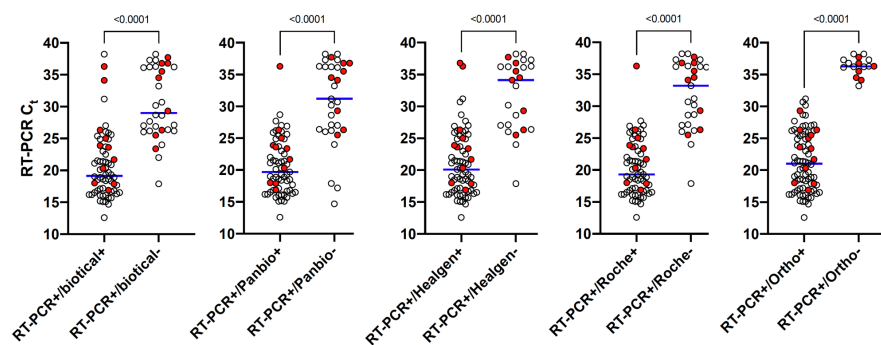 <0.0001 <0.0001 <0.0001 <0.0001 <0.0001
RT-PCR Ct
40 40 40 40 40
35 35 35 35 35
30 30 30 30 30
25 25 25 25 25
20 20 20 20 20
15 15 15 15 15
10 10 10 10 10
RT-PCR+/biotical+
RT-PCR+/biotical-
RT-PCR+/Panbio+
RT-PCR+/Panbio-
RT-PCR+/Healgen+
RT-PCR+/Healgen-
RT-PCR+/Roche+
RT-PCR+/Roche-
RT-PCR+/Ortho+
RT-PCR+/Ortho-